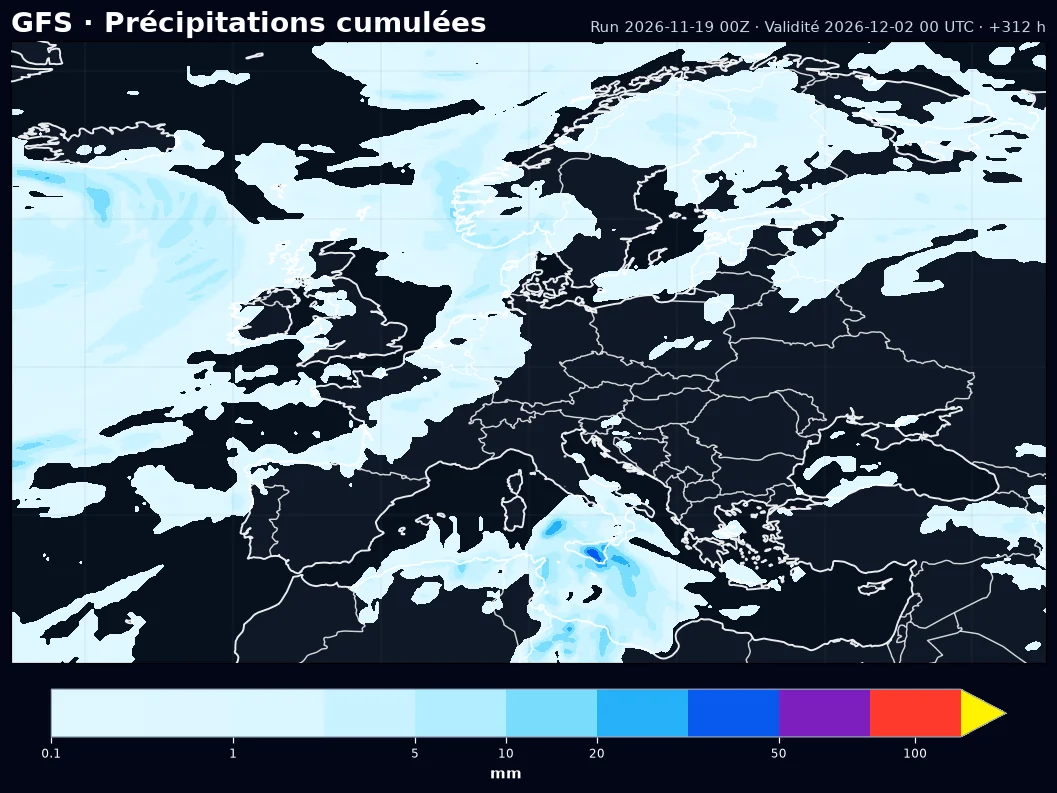 GFS · Précipitations cumulées
Run 2026-11-19 00Z · Validité 2026-12-02 00 UTC · +312 h
0.1 1 5 10 20 50 100
mm